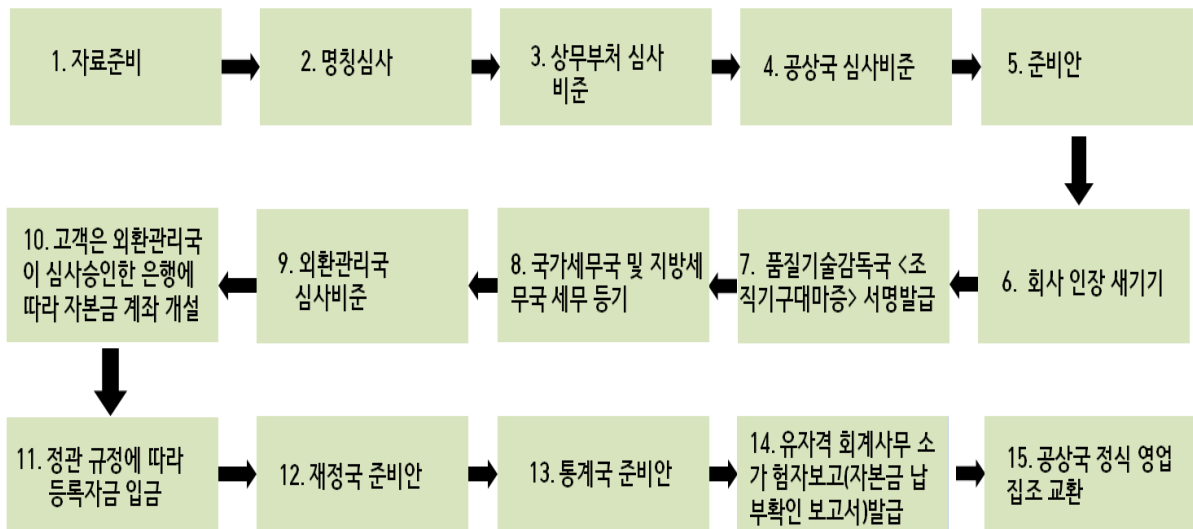 1. 자료준비
2. 명칭심사
3. 상무부처 심사
비준
4. 공상국 심사비준
5. 준비안
6. 회사 인장 새기기
7. 품질기술감독국 <조
직기구대마증> 서명발급
8. 국가세무국 및 지방세
무국 세무 등기
9. 외환관리국
심사비준
10. 고객은 외환관리국
이 심사승인한 은행에
따라 자본금 계좌 개설
11. 정관 규정에 따라
등록자금 입금
12. 재정국 준비안
13. 통계국 준비안
14. 유자격 회계사무 소
가 험자보고(자본금 납
부확인 보고서)발급
15. 공상국 정식 영업
집조 교환